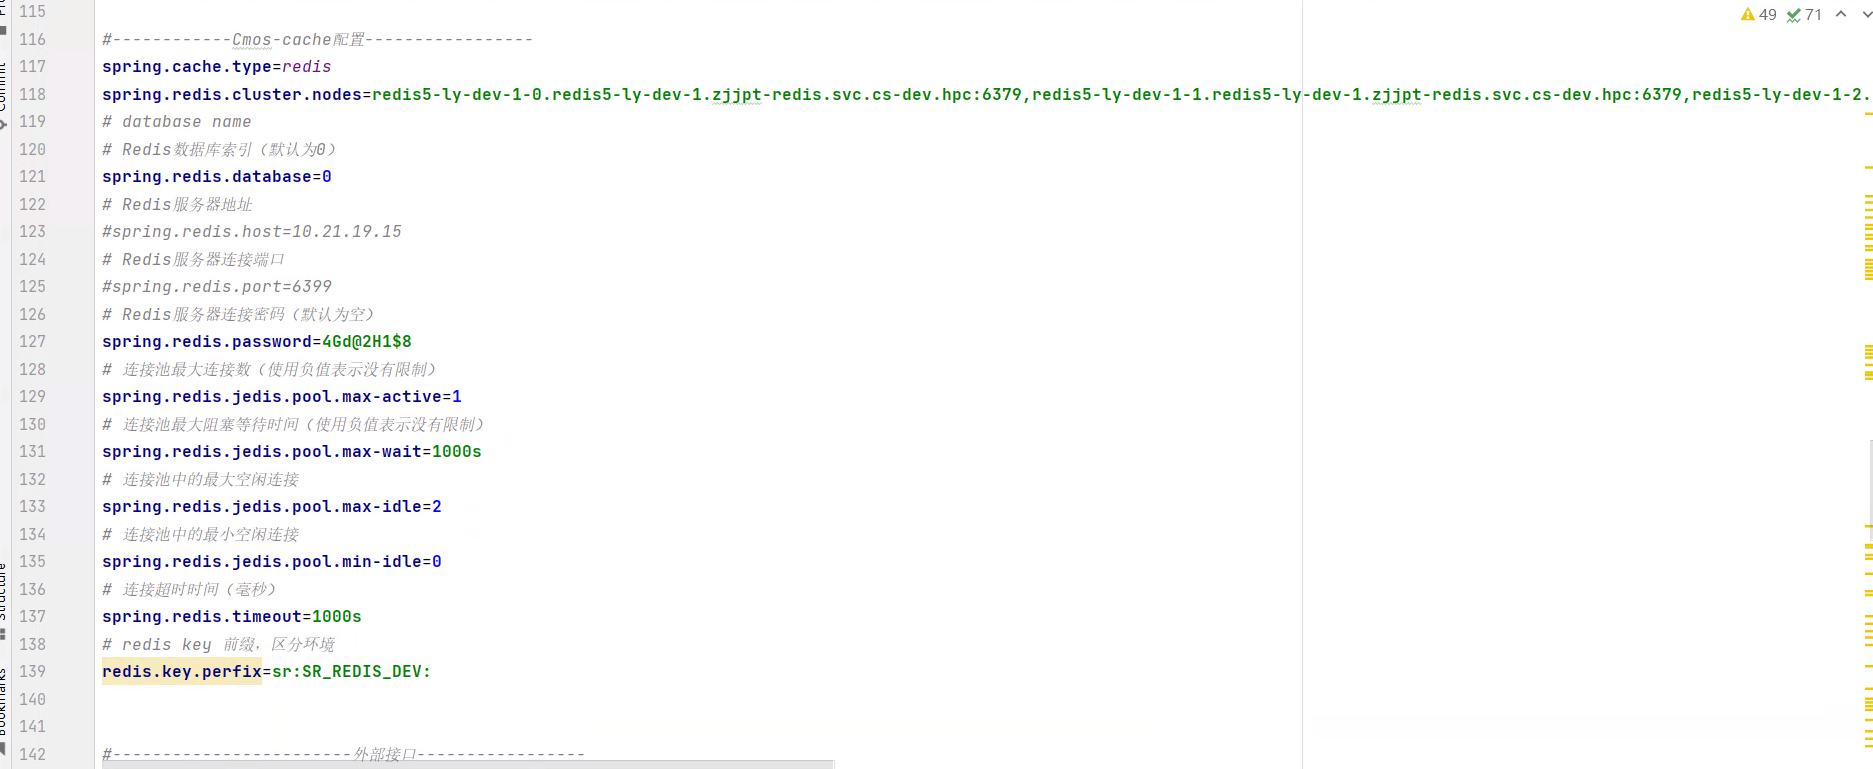 115
49 71
116 #------------Cmos-cache配置-----------------
117 spring.cache.type=redis
118 spring.redis.cluster.nodes=redis5-ly-dev-1-0.redis5-ly-dev-1.zjjpt-redis.svc.cs-dev.hpc:6379,redis5-ly-dev-1-1.redis5-ly-dev-1.zjjpt-redis.svc.cs-dev.hpc:6379,redis5-ly-dev-1-2.
119 # database name
120 # Redis数据库索引（默认为0）
121 spring.redis.database=0
122 # Redis服务器地址
123 #spring.redis.host=10.21.19.15
124 # Redis服务器连接端口
125 #spring.redis.port=6399
126 # Redis服务器连接密码（默认为空）
127 spring.redis.password=4Gd@2H1$8
128 # 连接池最大连接数（使用负值表示没有限制）
129 spring.redis.jedis.pool.max-active=1
130 # 连接池最大阻塞等待时间（使用负值表示没有限制）
131 spring.redis.jedis.pool.max-wait=1000s
132 # 连接池中的最大空闲连接
133 spring.redis.jedis.pool.max-idle=2
134 # 连接池中的最小空闲连接
135 spring.redis.jedis.pool.min-idle=0
136 # 连接超时时间（毫秒）
137 spring.redis.timeout=1000s
138 # redis key 前缀，区分环境
139 redis.key.perfix=sr:SR_REDIS_DEV:
140
141
142 #------------------------外部接口-----------------
Commit
Structure
Bookmarks